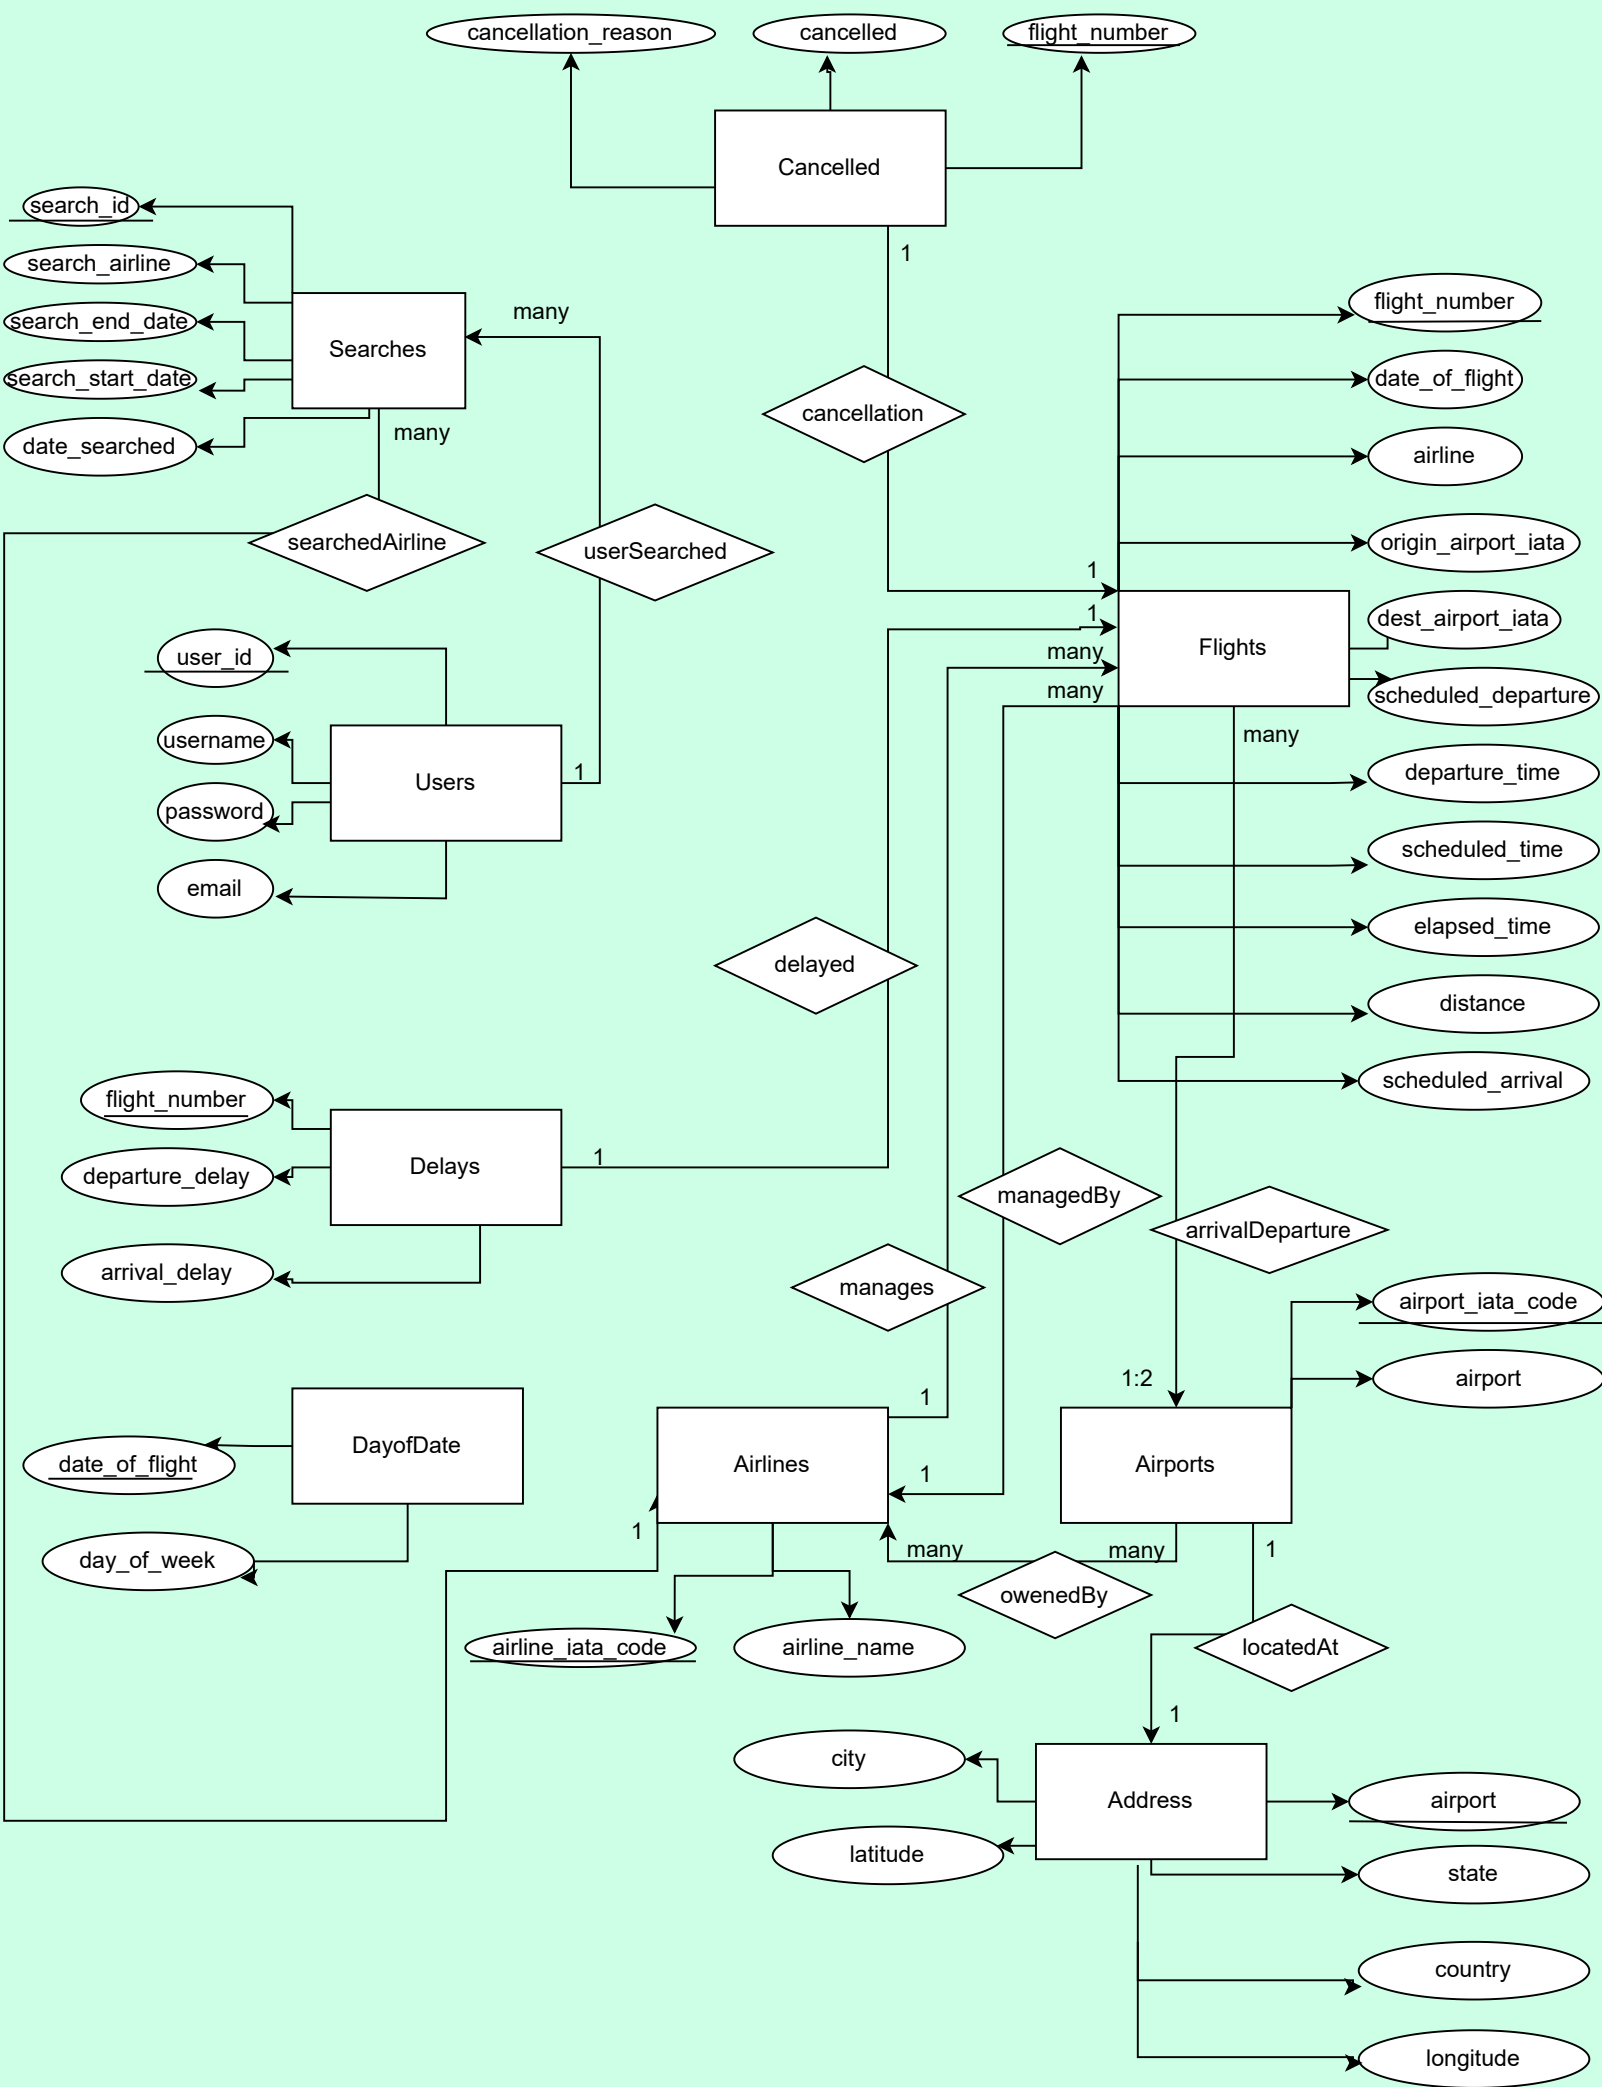 cancellation_reason
cancelled
flight_number
Cancelled
1
search_id
search_airline
search_end_date
search_start_date
date_searched
Searches
many
many
cancellation
flight_number
date_of_flight
airline
origin_airport_iata
dest_airport_iata
scheduled_departure
departure_time
scheduled_time
elapsed_time
distance
scheduled_arrival
searchedAirline
userSearched
1
1
many
many
Flights
many
user_id
username
password
email
Users
1
delayed
flight_number
departure_delay
arrival_delay
Delays
1
managedBy
arrivalDeparture
manages
airport_iata_code
airport
1
1:2
DayofDate
date_of_flight
day_of_week
Airlines
1
1
Airports
many
many
1
owenedBy
airline_iata_code
airline_name
locatedAt
1
city
latitude
Address
airport
state
country
longitude